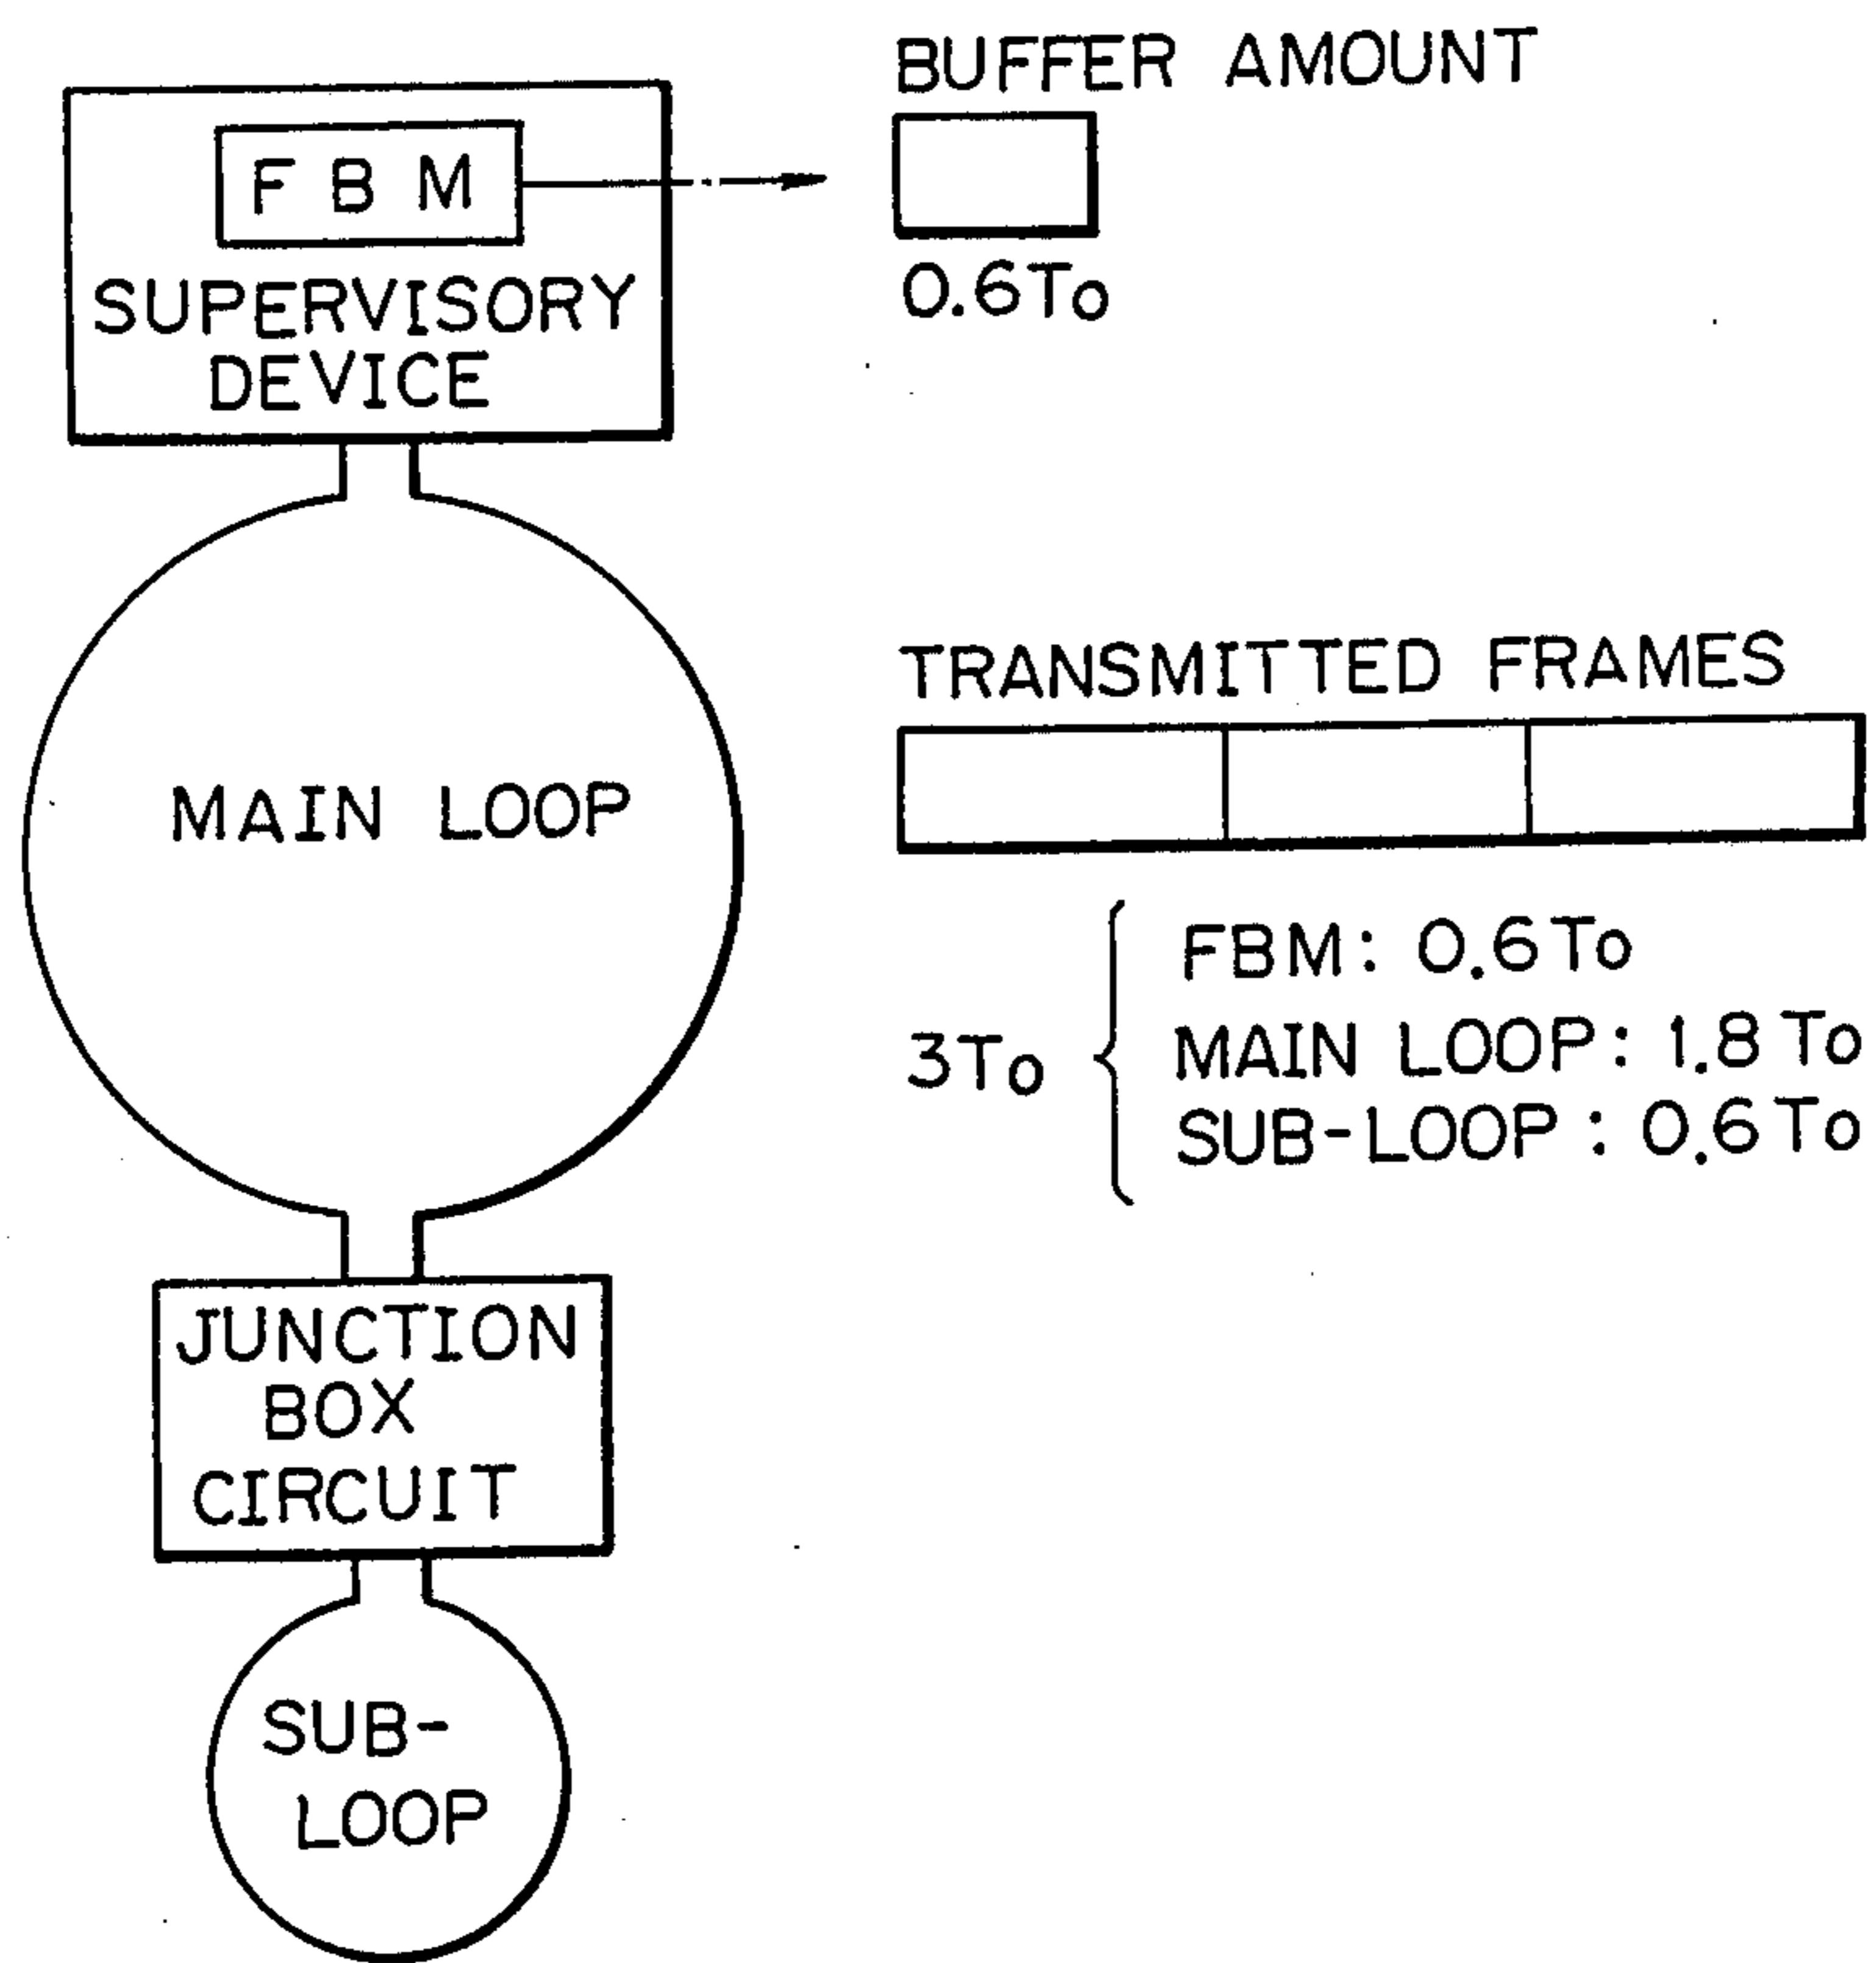 BUFFER AMOUNT
F B M
0.6To
SUPERVISORY
DEVICE
TRANSMITTED FRAMES
MAIN LOOP
3To
FBM: 0.6To
MAIN LOOP: 1.8To
SUB-LOOP: 0.6To
JUNCTION
BOX
CIRCUIT
SUB-
LOOP